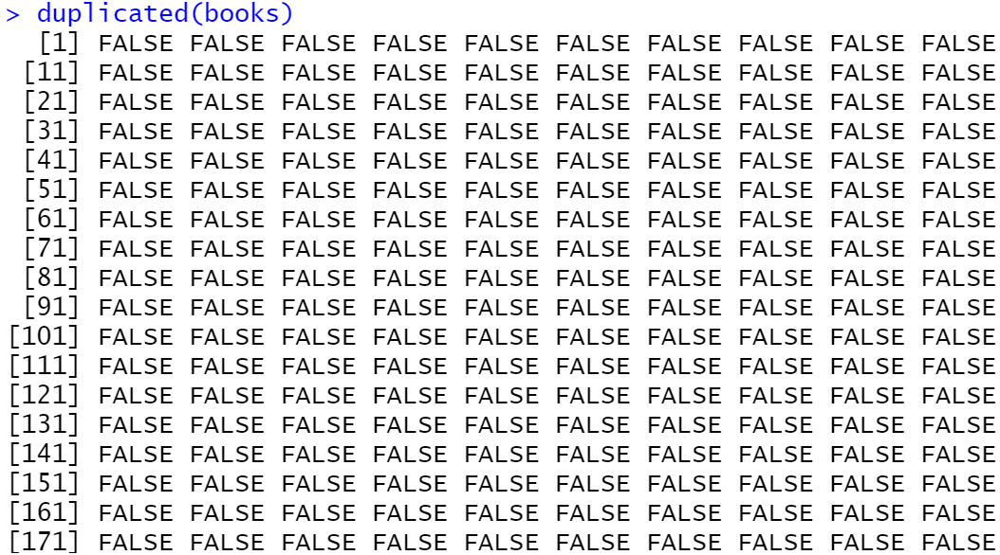 > duplicated(books)
  [1] FALSE FALSE FALSE FALSE FALSE FALSE FALSE FALSE FALSE FALSE
 [11] FALSE FALSE FALSE FALSE FALSE FALSE FALSE FALSE FALSE FALSE
 [21] FALSE FALSE FALSE FALSE FALSE FALSE FALSE FALSE FALSE FALSE
 [31] FALSE FALSE FALSE FALSE FALSE FALSE FALSE FALSE FALSE FALSE
 [41] FALSE FALSE FALSE FALSE FALSE FALSE FALSE FALSE FALSE FALSE
 [51] FALSE FALSE FALSE FALSE FALSE FALSE FALSE FALSE FALSE FALSE
 [61] FALSE FALSE FALSE FALSE FALSE FALSE FALSE FALSE FALSE FALSE
 [71] FALSE FALSE FALSE FALSE FALSE FALSE FALSE FALSE FALSE FALSE
 [81] FALSE FALSE FALSE FALSE FALSE FALSE FALSE FALSE FALSE FALSE
 [91] FALSE FALSE FALSE FALSE FALSE FALSE FALSE FALSE FALSE FALSE
[101] FALSE FALSE FALSE FALSE FALSE FALSE FALSE FALSE FALSE FALSE
[111] FALSE FALSE FALSE FALSE FALSE FALSE FALSE FALSE FALSE FALSE
[121] FALSE FALSE FALSE FALSE FALSE FALSE FALSE FALSE FALSE FALSE
[131] FALSE FALSE FALSE FALSE FALSE FALSE FALSE FALSE FALSE FALSE
[141] FALSE FALSE FALSE FALSE FALSE FALSE FALSE FALSE FALSE FALSE
[151] FALSE FALSE FALSE FALSE FALSE FALSE FALSE FALSE FALSE FALSE
[161] FALSE FALSE FALSE FALSE FALSE FALSE FALSE FALSE FALSE FALSE
[171] FALSE FALSE FALSE FALSE FALSE FALSE FALSE FALSE FALSE FALSE